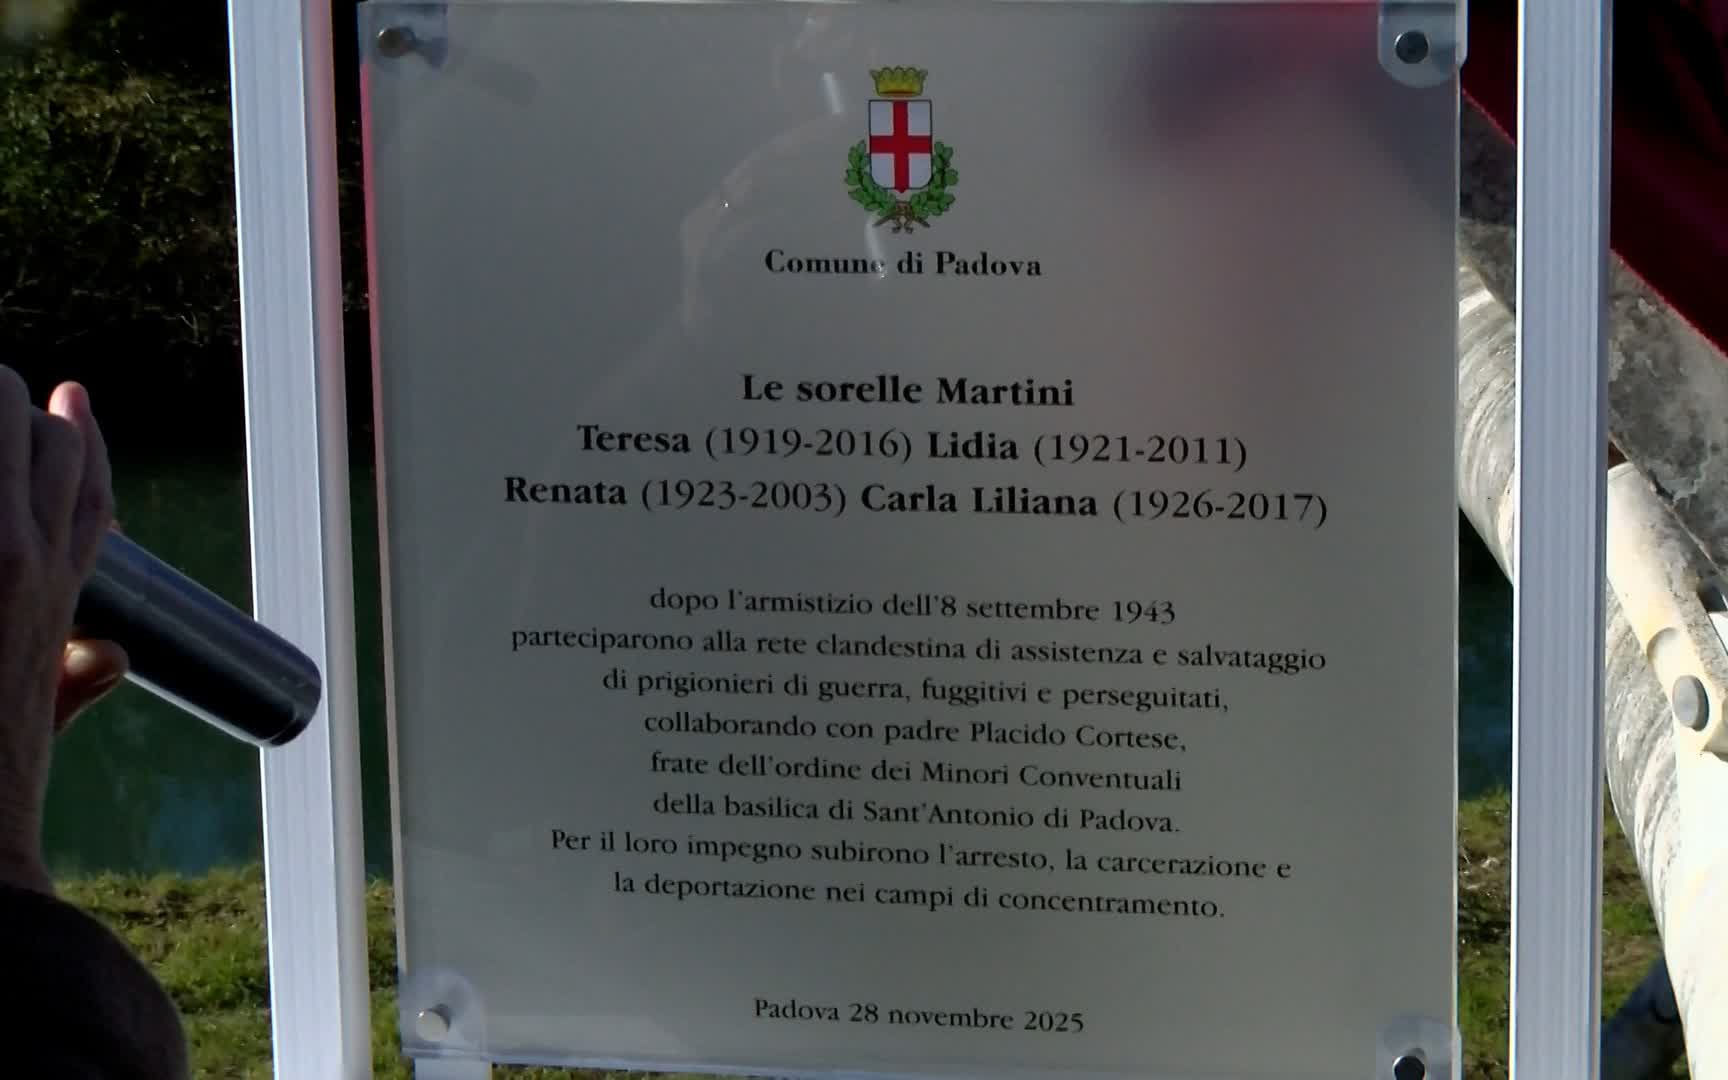 Comune di Padova
Le sorelle Martini
Teresa (1919-2016) Lidia (1921-2011)
Renata (1923-2003) Carla Liliana (1926-2017)
dopo l'armistizio dell'8 settembre 1943
parteciparono alla rete clandestina di assistenza e salvataggio
di prigionieri di guerra, fuggitivi e perseguitati,
collaborando con padre Placido Cortese,
frate dell'ordine dei Minori Conventuali
della basilica di Sant'Antonio di Padova.
Per il loro impegno subirono l'arresto, la carcerazione e
la deportazione nei campi di concentramento.
Padova 28 novembre 2025